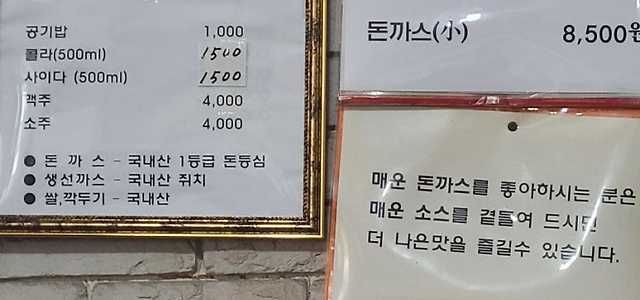 공기밥 1,000
콜라(500ml) 1500
사이다 (500ml) 1500
맥주 4,000
소주 4,000
● 돈 까 스 - 국내산 1등급 돈등심
● 생선까스 - 국내산 쥐치
● 쌀,깍두기 - 국내산
돈까스(小) 8,500원
매운 돈까스를 좋아하시는 분은
매운 소스를 곁들여 드시면
더 나은맛을 즐길수 있습니다.